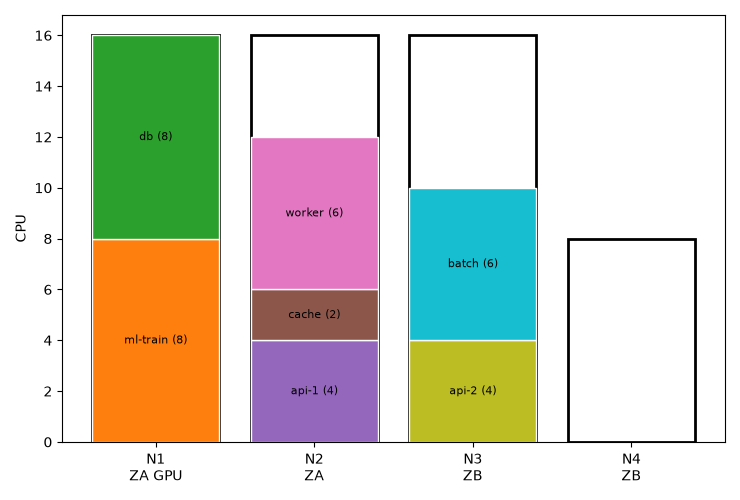 16
14
12
10
8
6
4
2
0
CPU
db (8)
ml-train (8)
worker (6)
cache (2)
api-1 (4)
batch (6)
api-2 (4)
N1
ZA GPU
N2
ZA
N3
ZB
N4
ZB